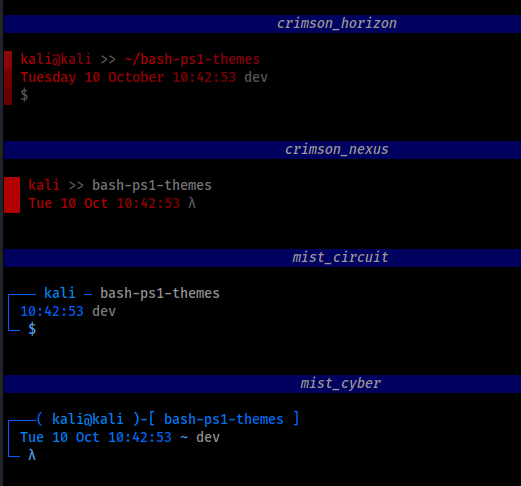 crimson_horizon
kali@kali >> ~/bash-ps1-themes
Tuesday 10 October 10:42:53 dev
$
crimson_nexus
kali >> bash-ps1-themes
Tue 10 Oct 10:42:53 λ
mist_circuit
┌─── kali — bash-ps1-themes
│ 10:42:53 dev
└─ $
mist_cyber
┌───( kali@kali )-[ bash-ps1-themes ]
│ Tue 10 Oct 10:42:53 ~ dev
└─ λ